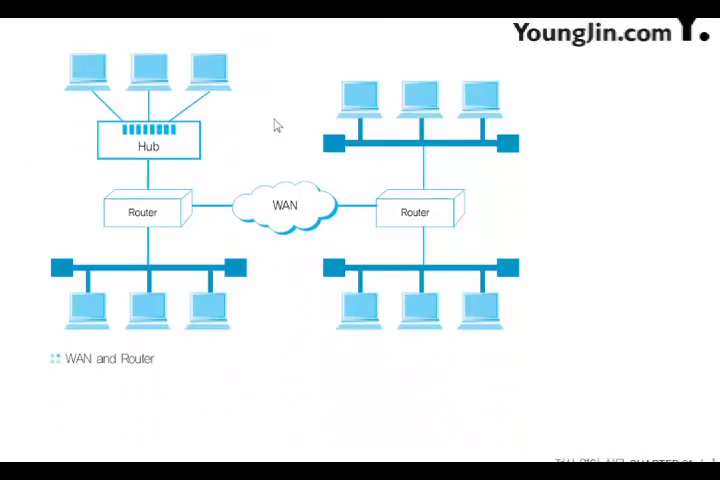 YoungJin.com Y.
Hub
Router
WAN
Router
WAN and Router